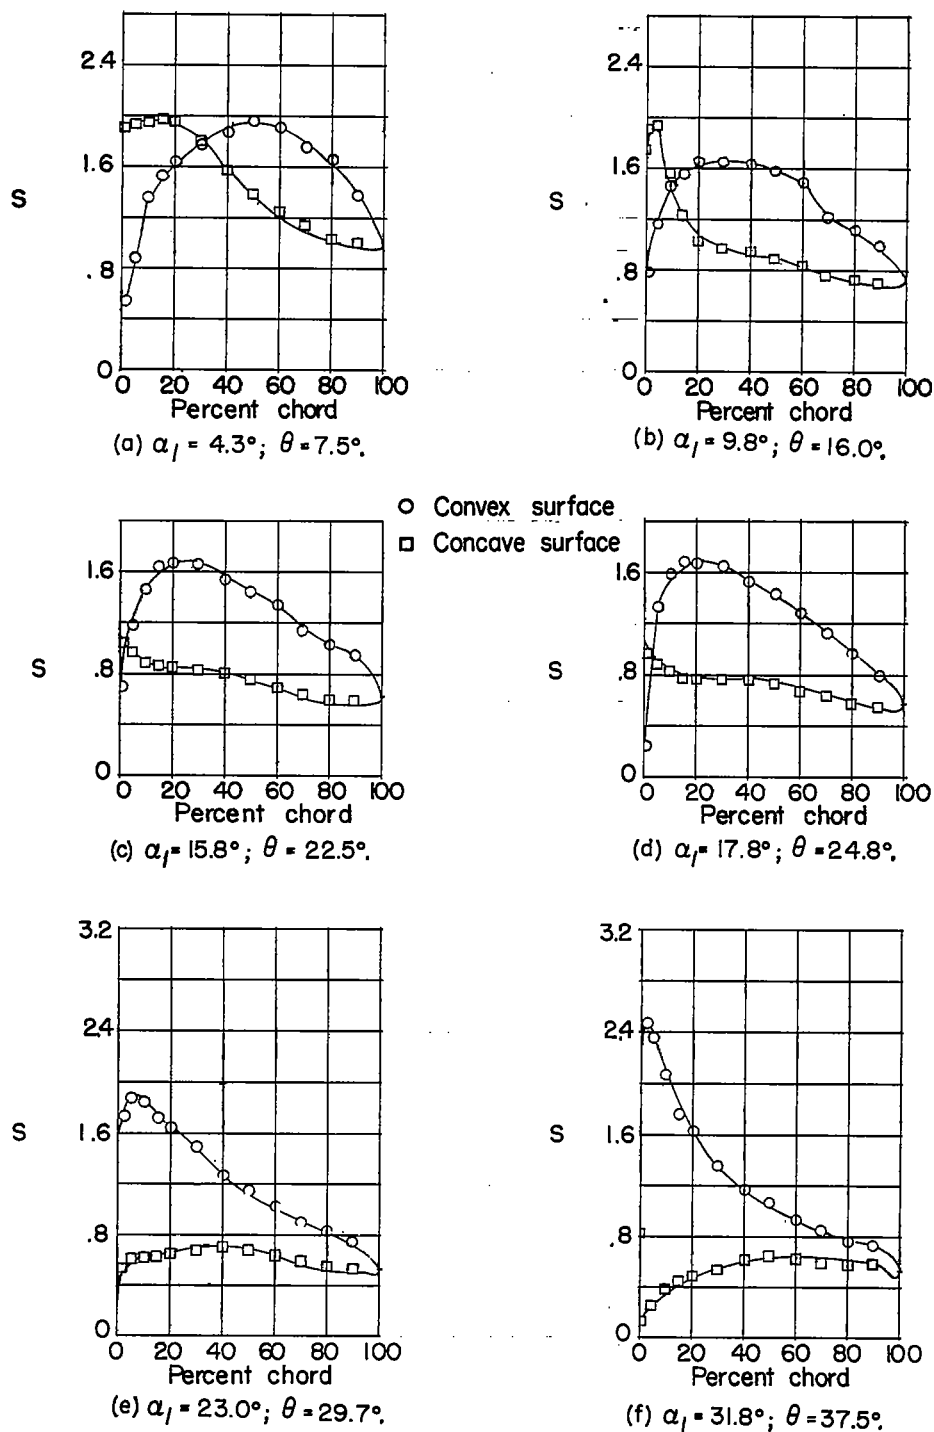 2.4
1.6
S
.8
0
0 20 40 60 80 100
Percent chord
(a) α₁ = 4.3°; θ = 7.5°.
2.4
1.6
S
.8
0
0 20 40 60 80 100
Percent chord
(b) α₁ = 9.8°; θ = 16.0°.
○ Convex surface
□ Concave surface
1.6
S
.8
0
0 20 40 60 80 100
Percent chord
(c) α₁ = 15.8°; θ = 22.5°.
1.6
S
.8
0
0 20 40 60 80 100
Percent chord
(d) α₁ = 17.8°; θ = 24.8°.
3.2
2.4
S
1.6
.8
0
0 20 40 60 80 100
Percent chord
(e) α₁ = 23.0°; θ = 29.7°.
3.2
2.4
S
1.6
.8
0
0 20 40 60 80 100
Percent chord
(f) α₁ = 31.8°; θ = 37.5°.